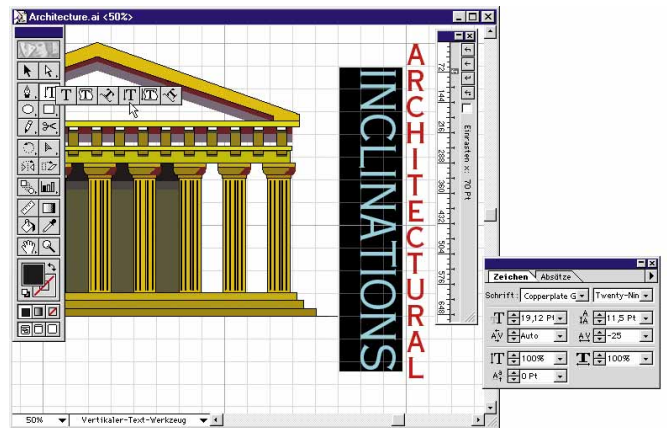 Architecture.ai <50%>
INCLINATIONS
ARCHITECTURAL
72 144 216 288 360 432 504 576 648
Einrasten x: 70 Pt
Zeichen Absätze
Schrift: Copperplate G Twenty-Nin
19,12 Pt 11,5 Pt
Auto -25
100% 100%
0 Pt
50% Vertikaler-Text-Werkzeug